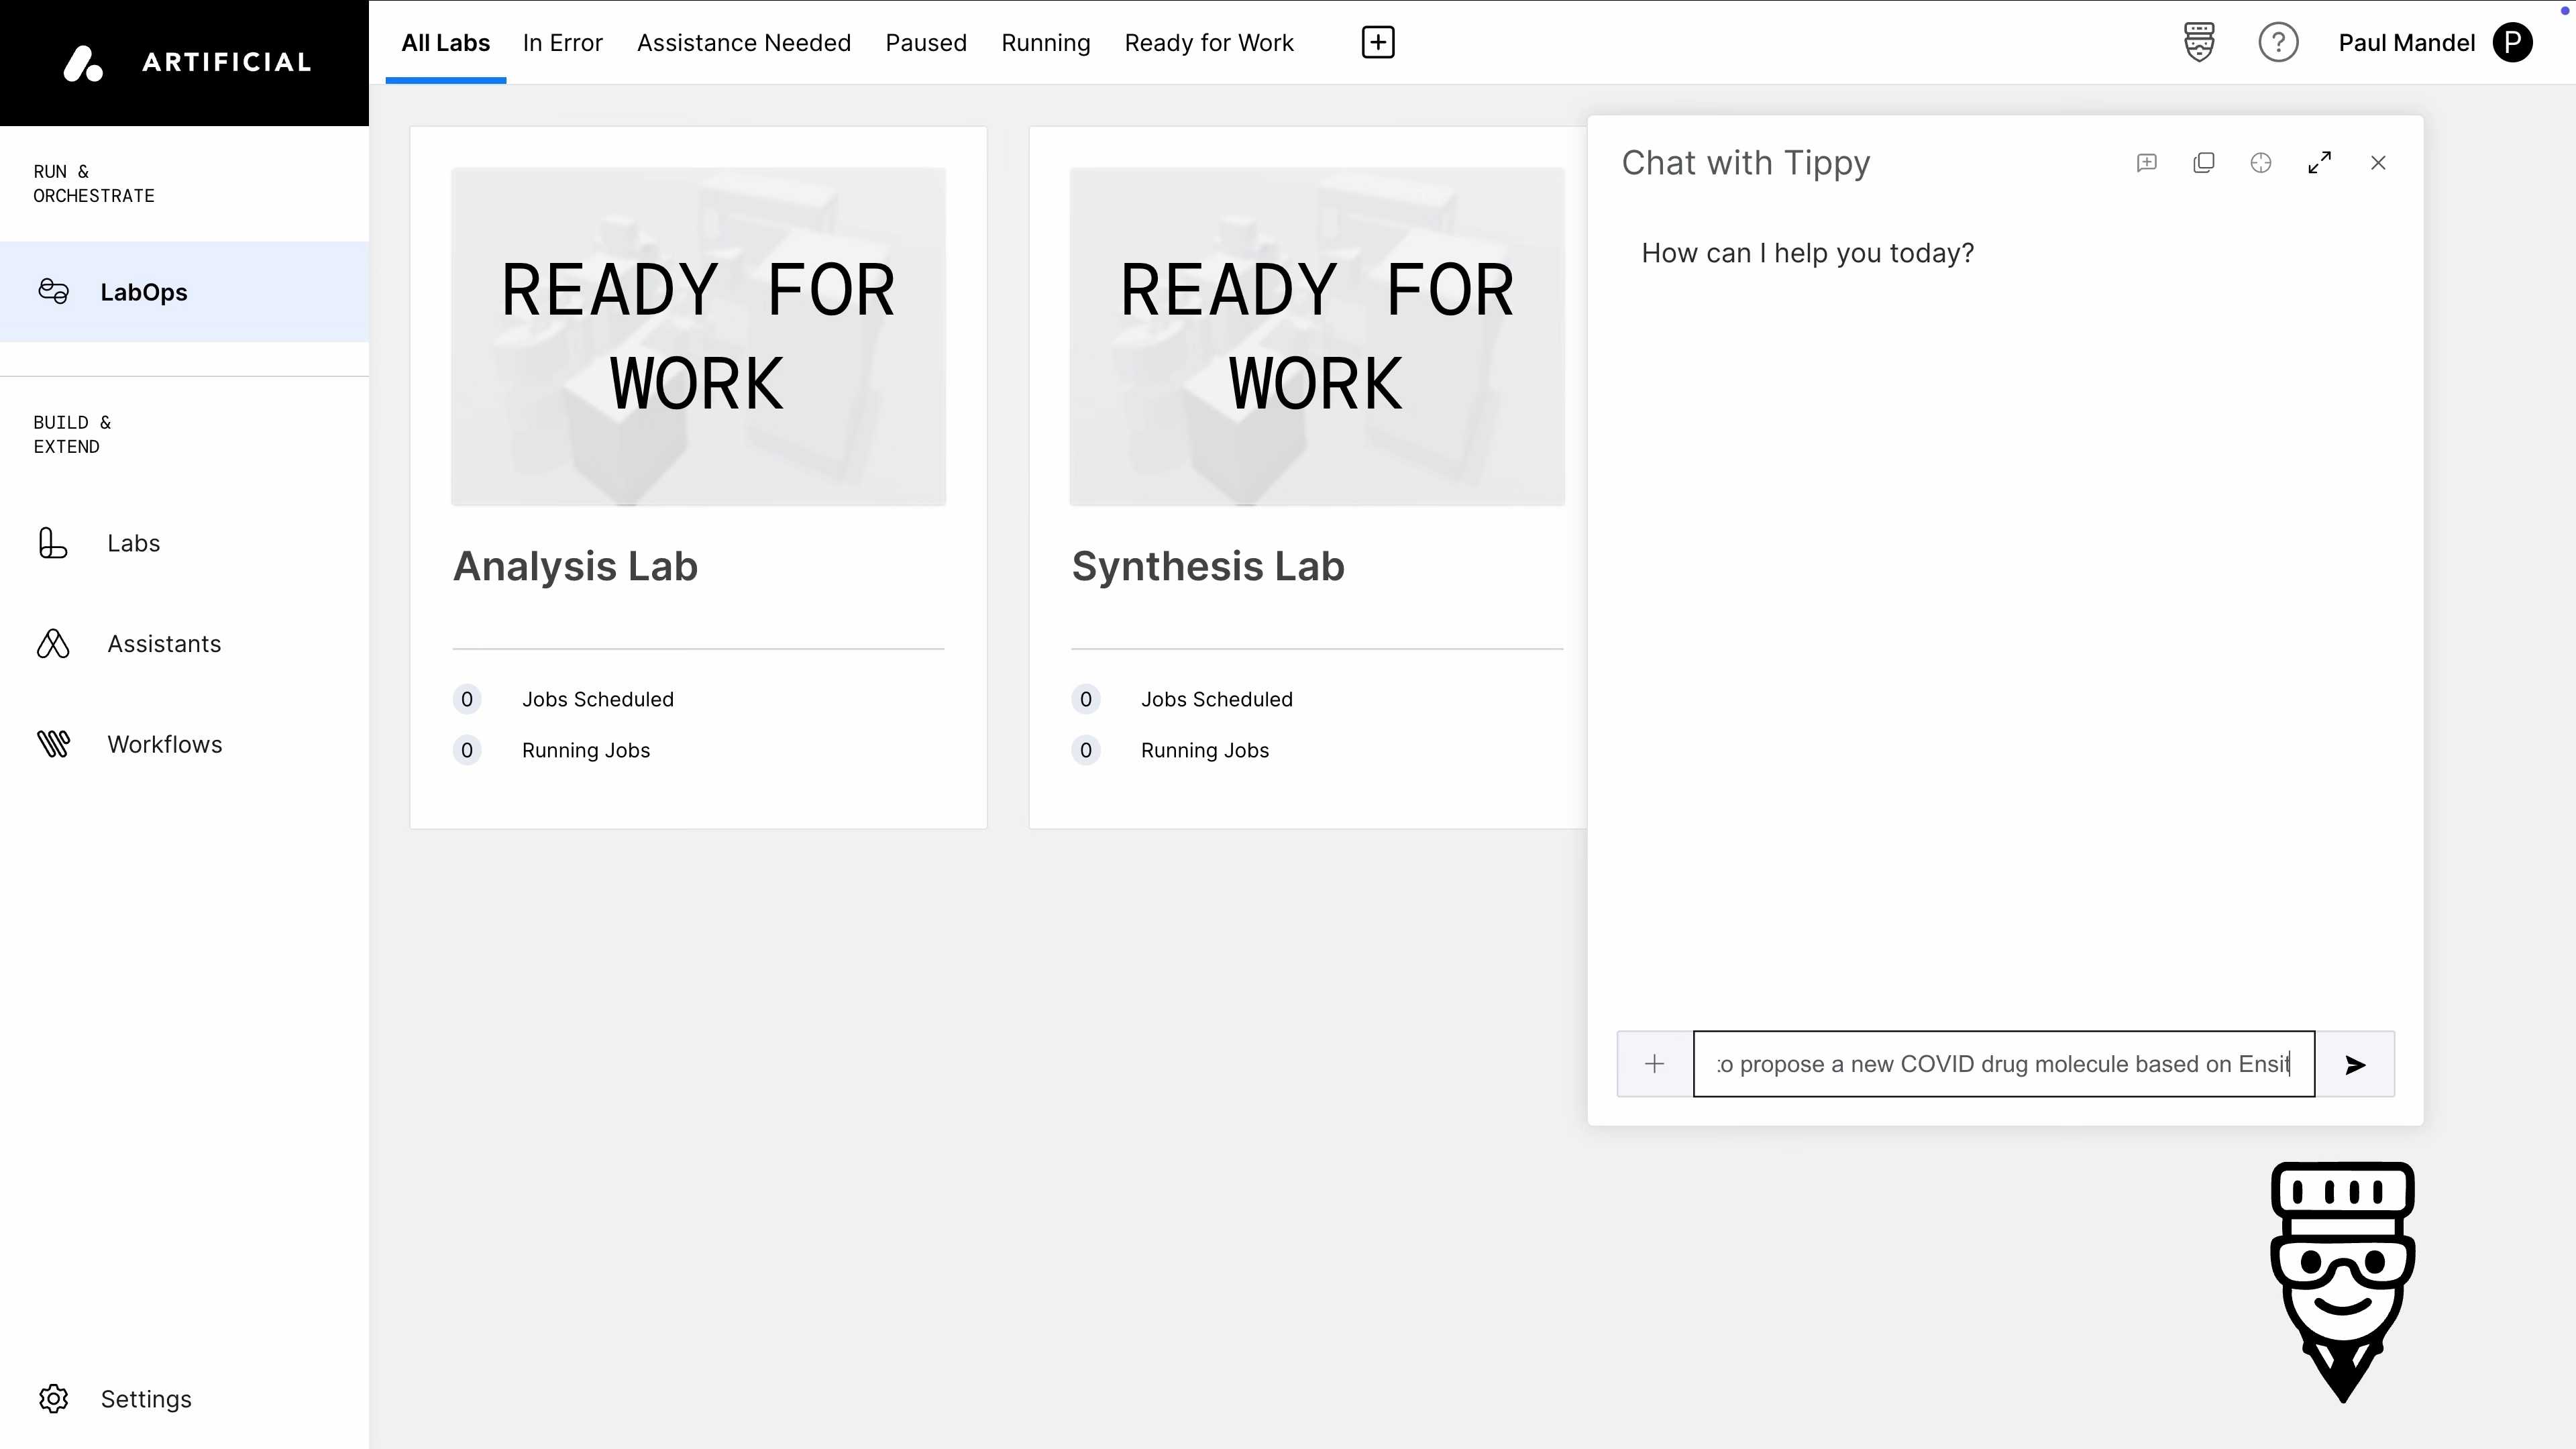 ARTIFICIAL
All Labs
In Error
Assistance Needed
Paused
Running
Ready for Work
Paul Mandel
P
RUN &
ORCHESTRATE
LabOps
BUILD &
EXTEND
Labs
Assistants
Workflows
Settings
READY FOR
WORK
Analysis Lab
0 Jobs Scheduled
0 Running Jobs
READY FOR
WORK
Synthesis Lab
0 Jobs Scheduled
0 Running Jobs
Chat with Tippy
How can I help you today?
to propose a new COVID drug molecule based on Ensit